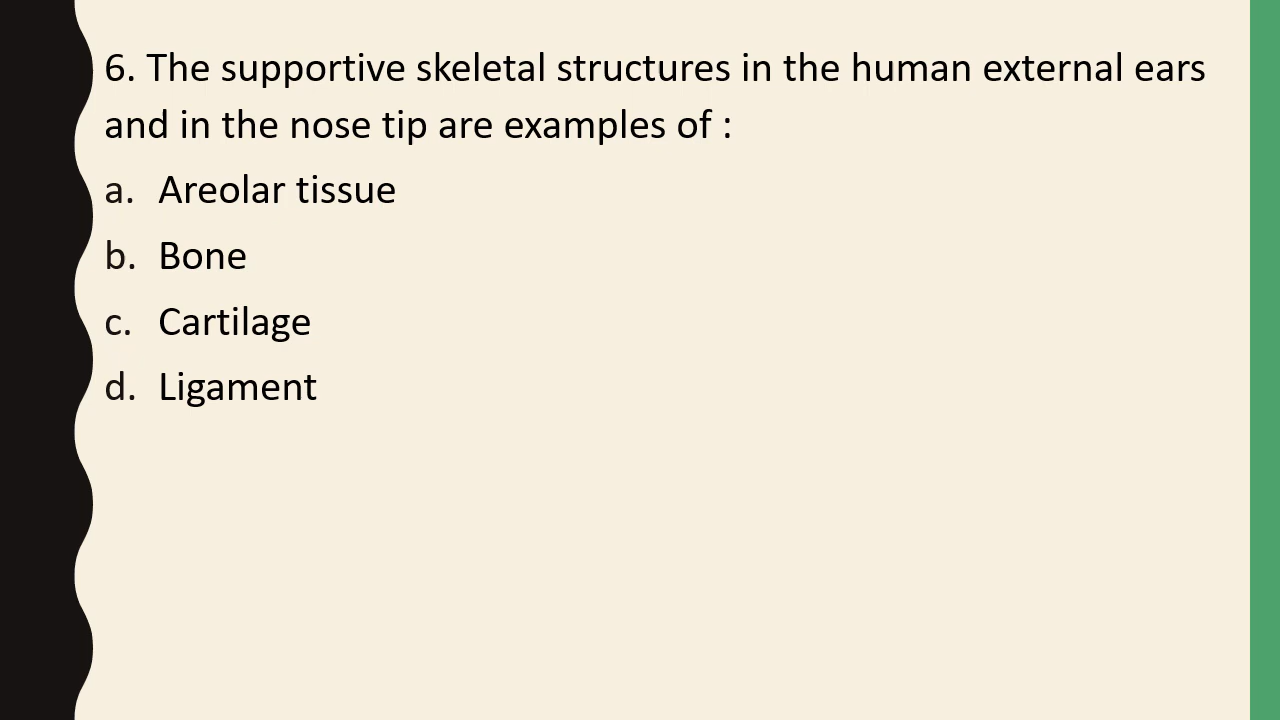 6. The supportive skeletal structures in the human external ears
and in the nose tip are examples of :
a. Areolar tissue
b. Bone
c. Cartilage
d. Ligament